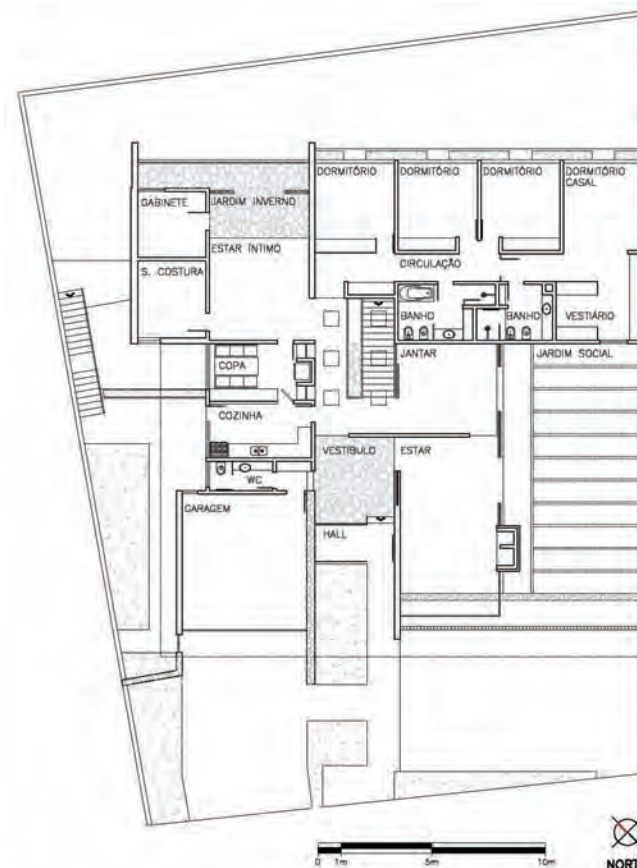 DORMITÓRIO
DORMITÓRIO
DORMITÓRIO
DORMITÓRIO
CASAL
GABINETE
JARDIM INVERNO
ESTAR ÍNTIMO
S. COSTURA
CIRCULAÇÃO
BANHO
BANHO
VESTIÁRIO
COPA
JANTAR
JARDIM SOCIAL
COZINHA
VESTÍBULO
ESTAR
WC
GARAGEM
HALL
0 1m 5m 10m
NORT